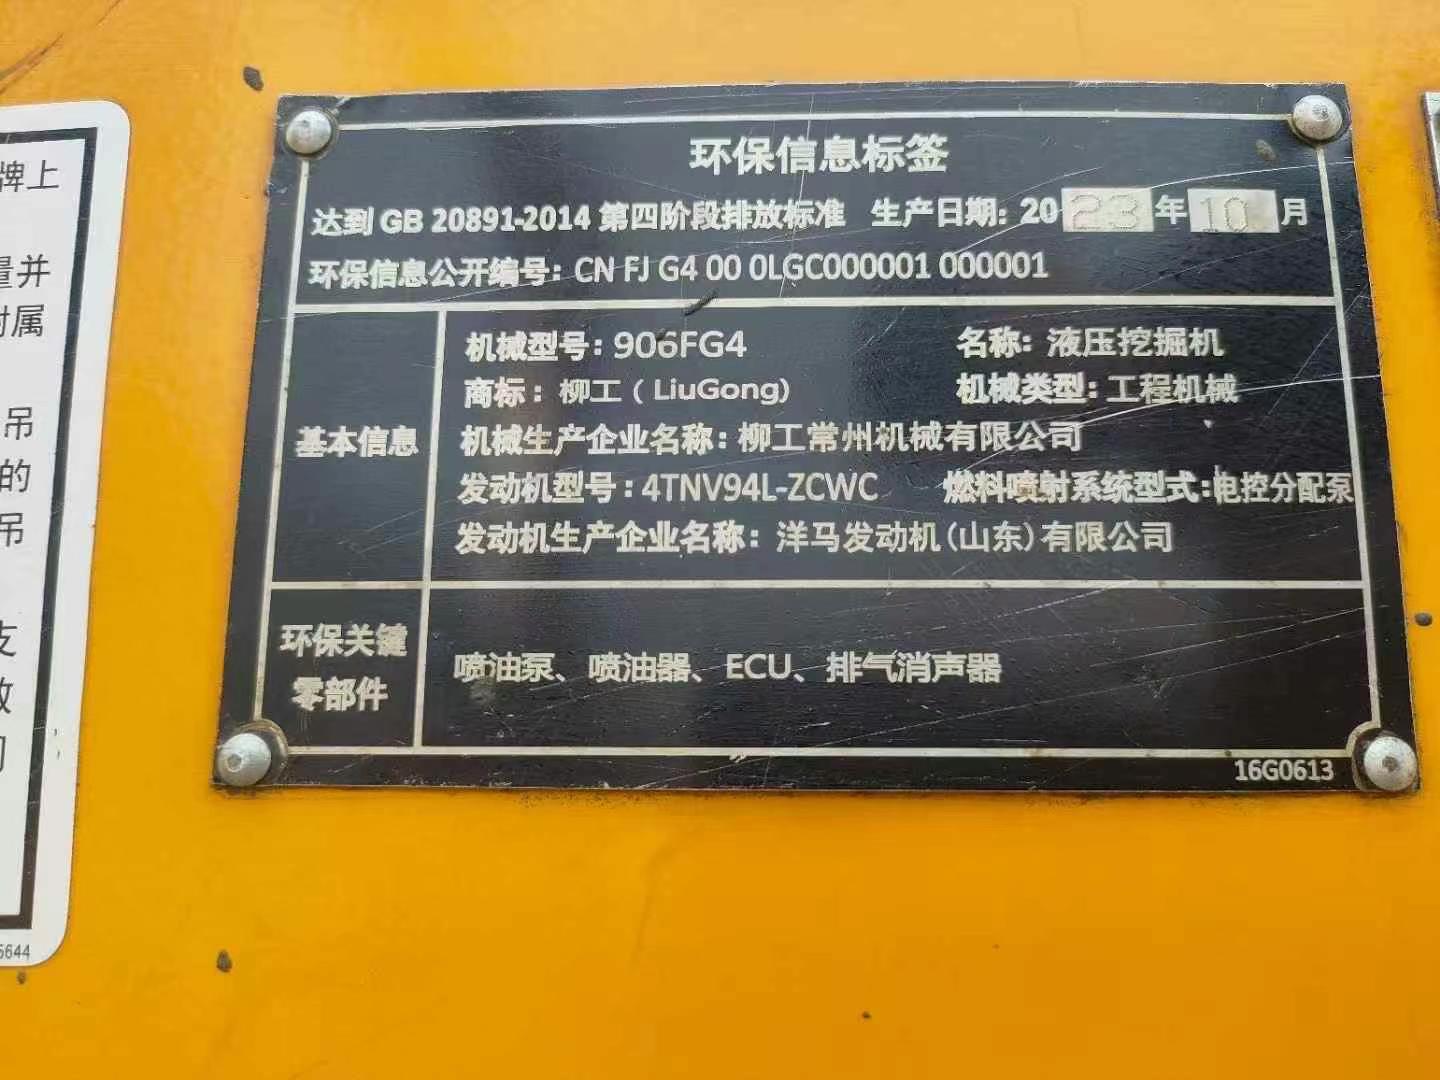 牌上
量并
附属
吊
的
吊
支
5644
环保信息标签
达到 GB 20891-2014 第四阶段排放标准 生产日期: 2023年10月
环保信息公开编号: CN FJ G4 00 0LGC000001 000001
基本信息
机械型号: 906FG4 名称: 液压挖掘机
商标: 柳工 (LiuGong) 机械类型: 工程机械
机械生产企业名称: 柳工常州机械有限公司
发动机型号: 4TNV94L-ZCWC 燃料喷射系统型式: 电控分配泵
发动机生产企业名称: 洋马发动机(山东)有限公司
环保关键
零部件
喷油泵、喷油器、ECU、排气消声器
16G0613